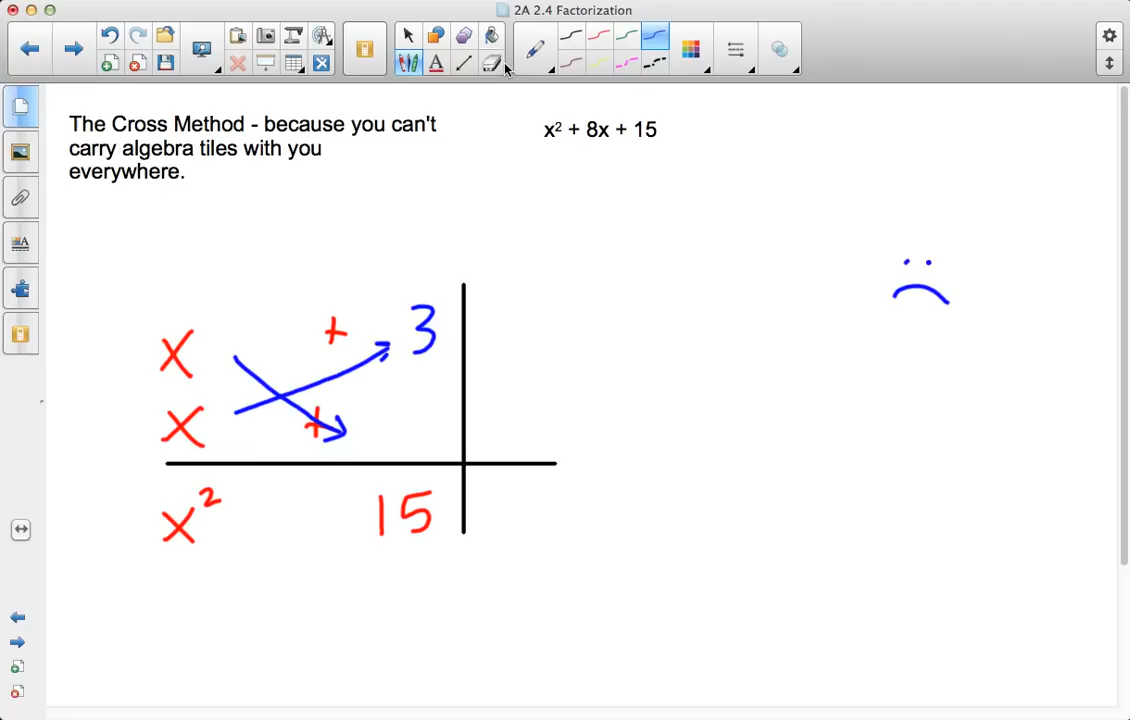 2A 2.4 Factorization
The Cross Method - because you can't
carry algebra tiles with you
everywhere.
x² + 8x + 15
x + 3
x +
x² 15